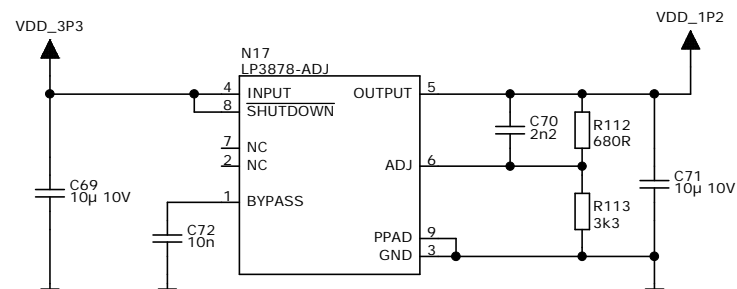 VDD_3P3
VDD_1P2
N17
LP3878-ADJ
4 INPUT OUTPUT 5
8 SHUTDOWN
C70
2n2
R112
680R
7 NC
2 NC
ADJ 6
C69
10µ 10V
C71
10µ 10V
1 BYPASS
R113
3k3
C72
10n
PPAD 9
GND 3